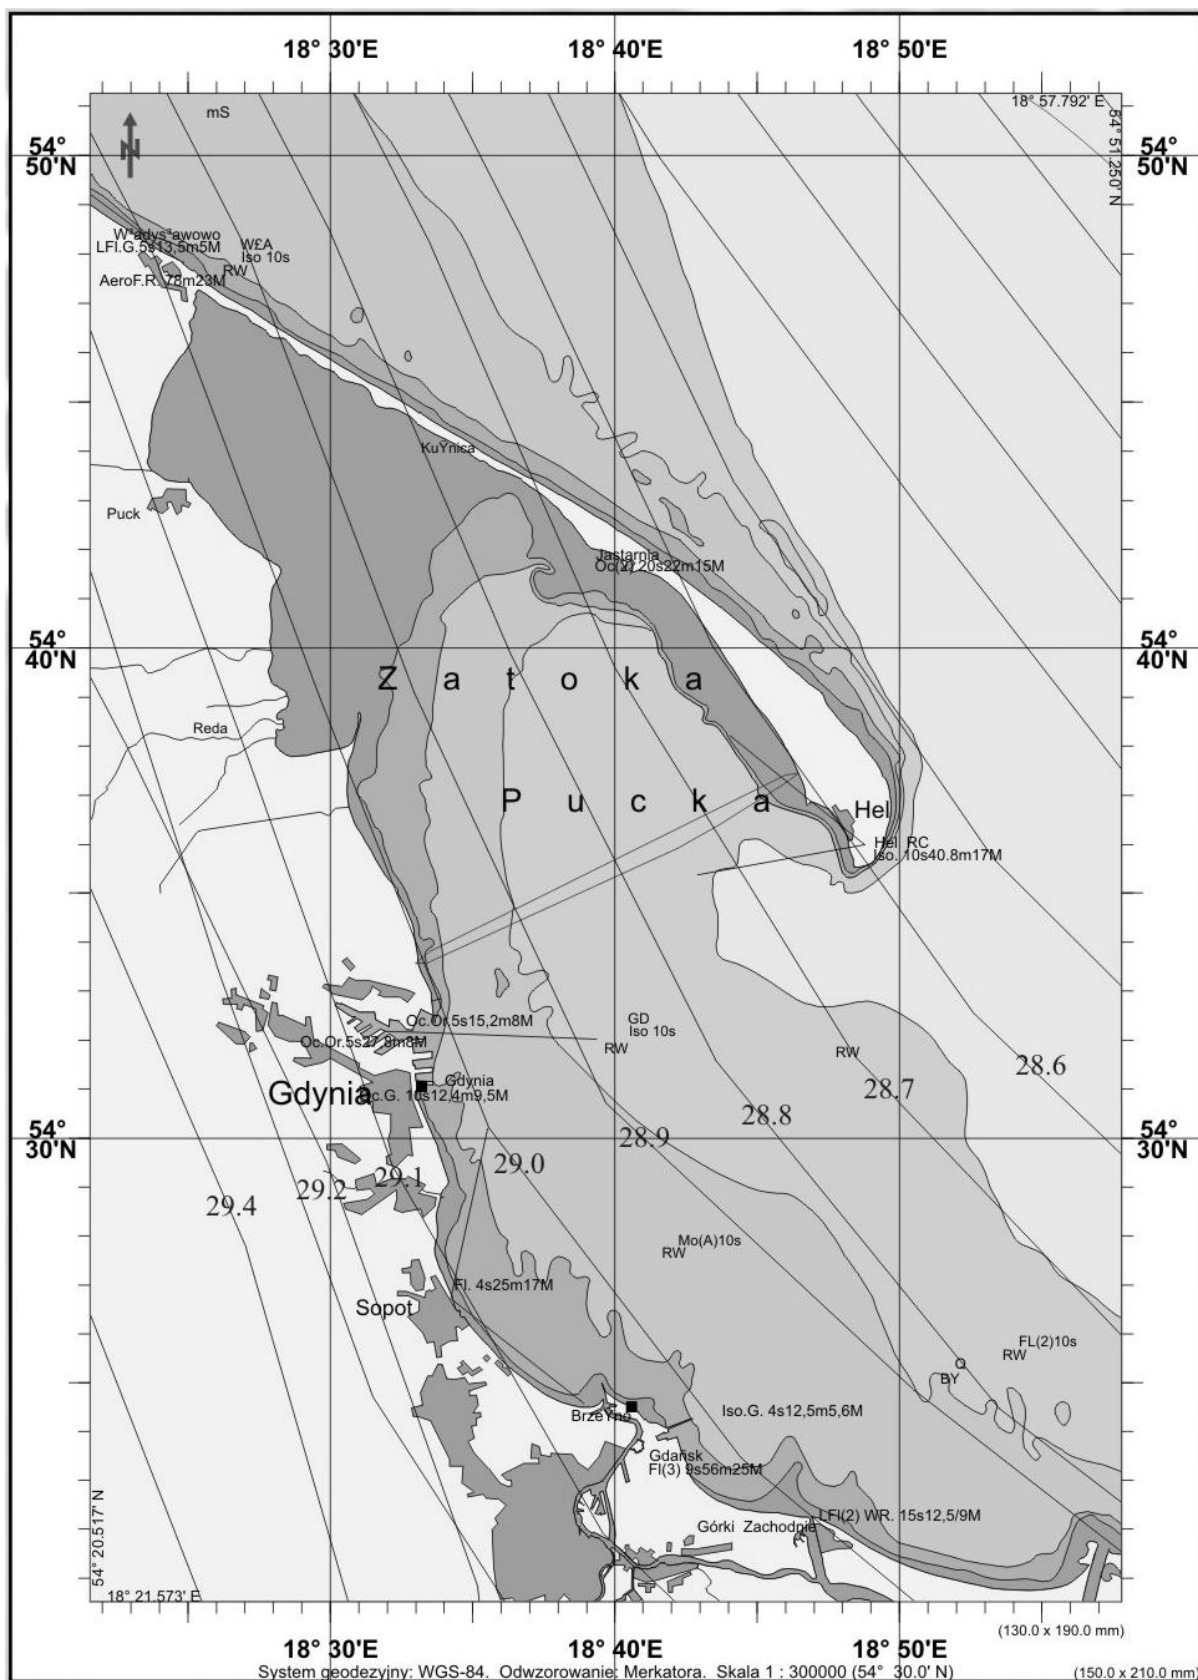 18° 30'E
18° 40'E
18° 50'E
mS
18° 57.792' E
54° 51.250' N
54° 50'N
54° 50'N
N
W³adys³awowo
LFl.G.5s13,5m5M
W£A
Iso 10s
RW
AeroF.R. 78m23M
KuŸnica
Puck
Jastarnia
Oc(2).20s22m15M
54° 40'N
54° 40'N
Z a t o k a
Reda
P u c k a
Hel
Hel RC
Iso. 10s40.8m17M
Oc.Or.5s15,2m8M
GD
Iso 10s
Oc.Or.5s27,8m8M
RW
RW
28.6
Gdynia
Gdynia
Oc.G. 10s12,4m9,5M
28.7
28.8
54° 30'N
28.9
54° 30'N
29.0
29.1
29.2
29.4
Mo(A)10s
RW
Fl. 4s25m17M
Sopot
FL(2)10s
RW
Q
BY
BrzeŸno
Iso.G. 4s12,5m5,6M
Gdañsk
Fl(3) 9s56m25M
LFl(2) WR. 15s12,5/9M
Górki Zachodnie
54° 20.517' N
18° 21.573' E
(130.0 x 190.0 mm)
18° 30'E
18° 40'E
18° 50'E
System geodezyjny: WGS-84. Odwzorowanie: Merkatora. Skala 1 : 300000 (54° 30.0' N)
(150.0 x 210.0 mm)